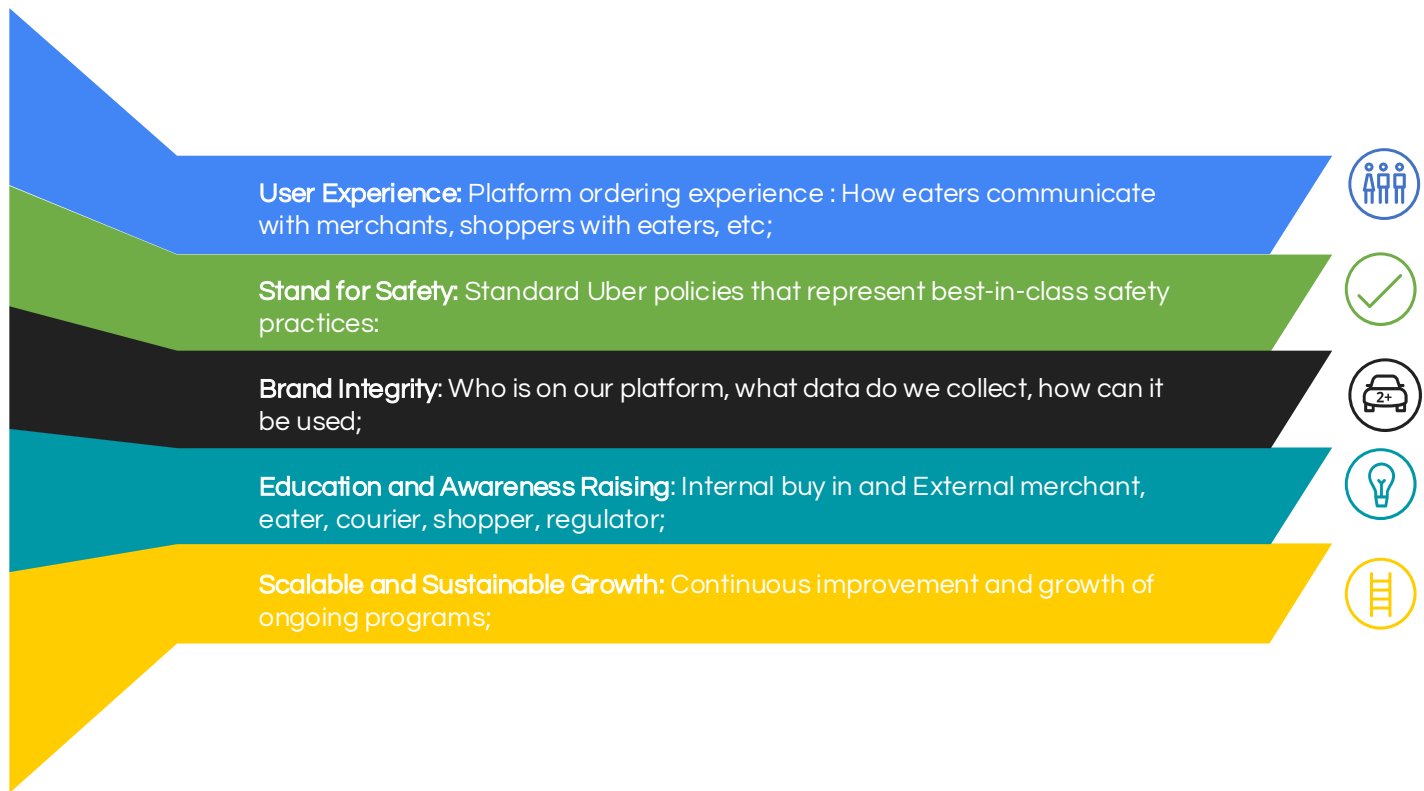 User Experience: Platform ordering experience : How eaters communicate
with merchants, shoppers with eaters, etc;
Stand for Safety: Standard Uber policies that represent best-in-class safety
practices:
Brand Integrity: Who is on our platform, what data do we collect, how can it
be used;
2+
Education and Awareness Raising: Internal buy in and External merchant,
eater, courier, shopper, regulator;
Scalable and Sustainable Growth: Continuous improvement and growth of
ongoing programs;